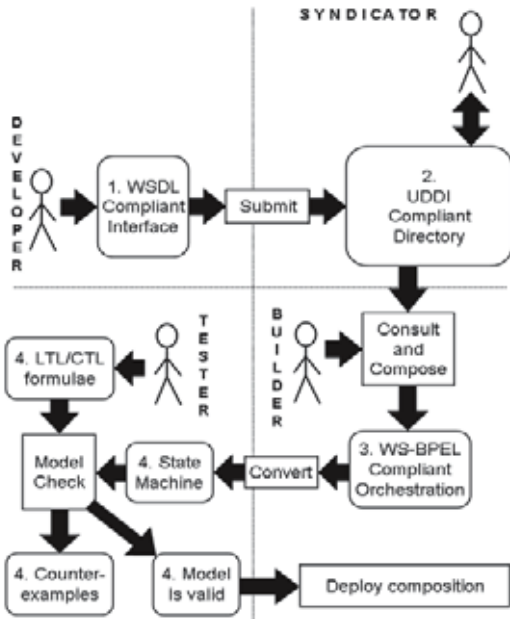 SYNDICATOR
DEVELOPER
1. WSDL
Compliant
Interface
Submit
2.
UDDI
Compliant
Directory
4. LTL/CTL
formulae
TESTER
BUILDER
Consult
and
Compose
Model
Check
4. State
Machine
Convert
3. WS-BPEL
Compliant
Orchestration
4. Counter-
examples
4. Model
Is valid
Deploy composition